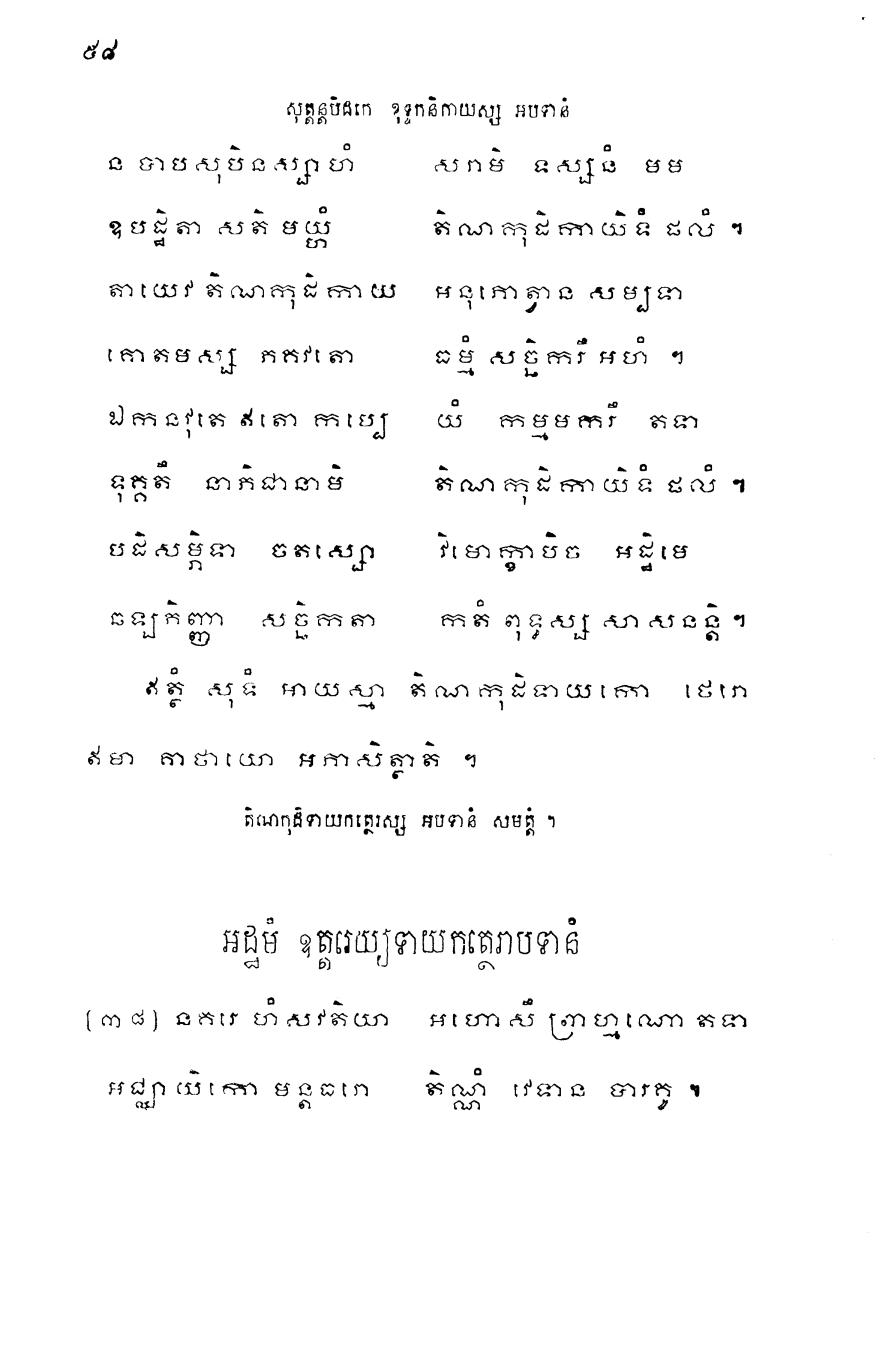 ៥៨
សុត្តន្តបិដកេ ខុទ្ទកនិកាយស្ស អបទានំ
ន ចាបសុបិនស្សាហំ សរាមិ ទស្សនំ មម
ឧបដ្ឋិតា សតិ មយ្ហំ តិណកុដិកាយិទំ ផលំ ។
តាយេវ តិណកុដិកាយ អនុភោត្វាន សម្បទា
គោតមស្ស ភគវតោ ធម្មំ សច្ឆិករឹ អហំ ។
ឯកនវុតេ ឥតោ កប្បេ យំ កម្មមករឹ តទា
ទុគ្គតឹ នាភិជានាមិ តិណកុដិកាយិទំ ផលំ ។
បដិសម្ភិទា ចតស្សោ វិមោក្ខាបិច អដ្ឋិមេ
ឆឡភិញ្ញា សច្ឆិកតា កតំ ពុទ្ធស្ស សាសនន្តិ ។
ឥត្ថំ សុទំ អាយស្មា តិណកុដិទាយកោ ថេរោ
ឥមា គាថាយោ អភាសិត្ថាតិ ។
តិណកុដិទាយកត្ថេរស្ស អបទានំ សមត្តំ ។
អដ្ឋមំ ឧត្តរេយ្យទាយកត្ថេរាបទានំ
(៣៨) នគរេ ហំសវតិយា អហោសឹ ព្រាហ្មណោ តទា
អជ្ឈាយិកោ មន្តធរោ តិណ្ណំ វេទាន បារគូ ។